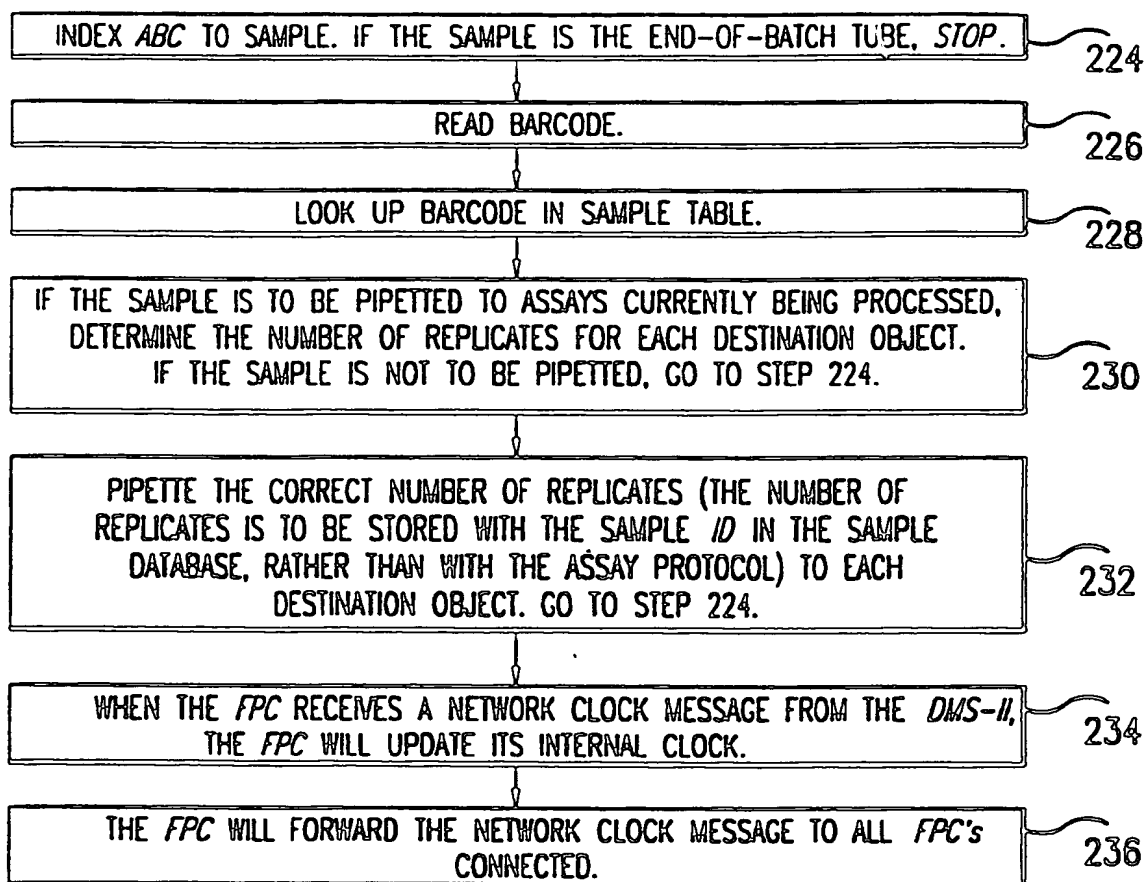 INDEX ABC TO SAMPLE. IF THE SAMPLE IS THE END-OF-BATCH TUBE, STOP.
224
READ BARCODE.
226
LOOK UP BARCODE IN SAMPLE TABLE.
228
IF THE SAMPLE IS TO BE PIPETTED TO ASSAYS CURRENTLY BEING PROCESSED,
DETERMINE THE NUMBER OF REPLICATES FOR EACH DESTINATION OBJECT.
IF THE SAMPLE IS NOT TO BE PIPETTED, GO TO STEP 224.
230
PIPETTE THE CORRECT NUMBER OF REPLICATES (THE NUMBER OF
REPLICATES IS TO BE STORED WITH THE SAMPLE ID IN THE SAMPLE
DATABASE, RATHER THAN WITH THE ASSAY PROTOCOL) TO EACH
DESTINATION OBJECT. GO TO STEP 224.
232
WHEN THE FPC RECEIVES A NETWORK CLOCK MESSAGE FROM THE DMS-II,
THE FPC WILL UPDATE ITS INTERNAL CLOCK.
234
THE FPC WILL FORWARD THE NETWORK CLOCK MESSAGE TO ALL FPC's
CONNECTED.
236